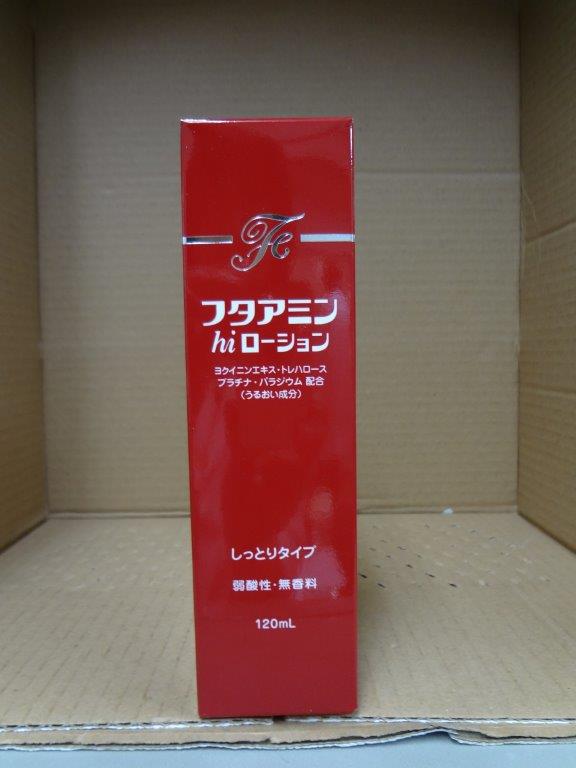 Fe
フタアミン
hiローション
ヨクイニンエキス・トレハロース
プラチナ・パラジウム 配合
(うるおい成分)
しっとりタイプ
弱酸性・無香料
120mL